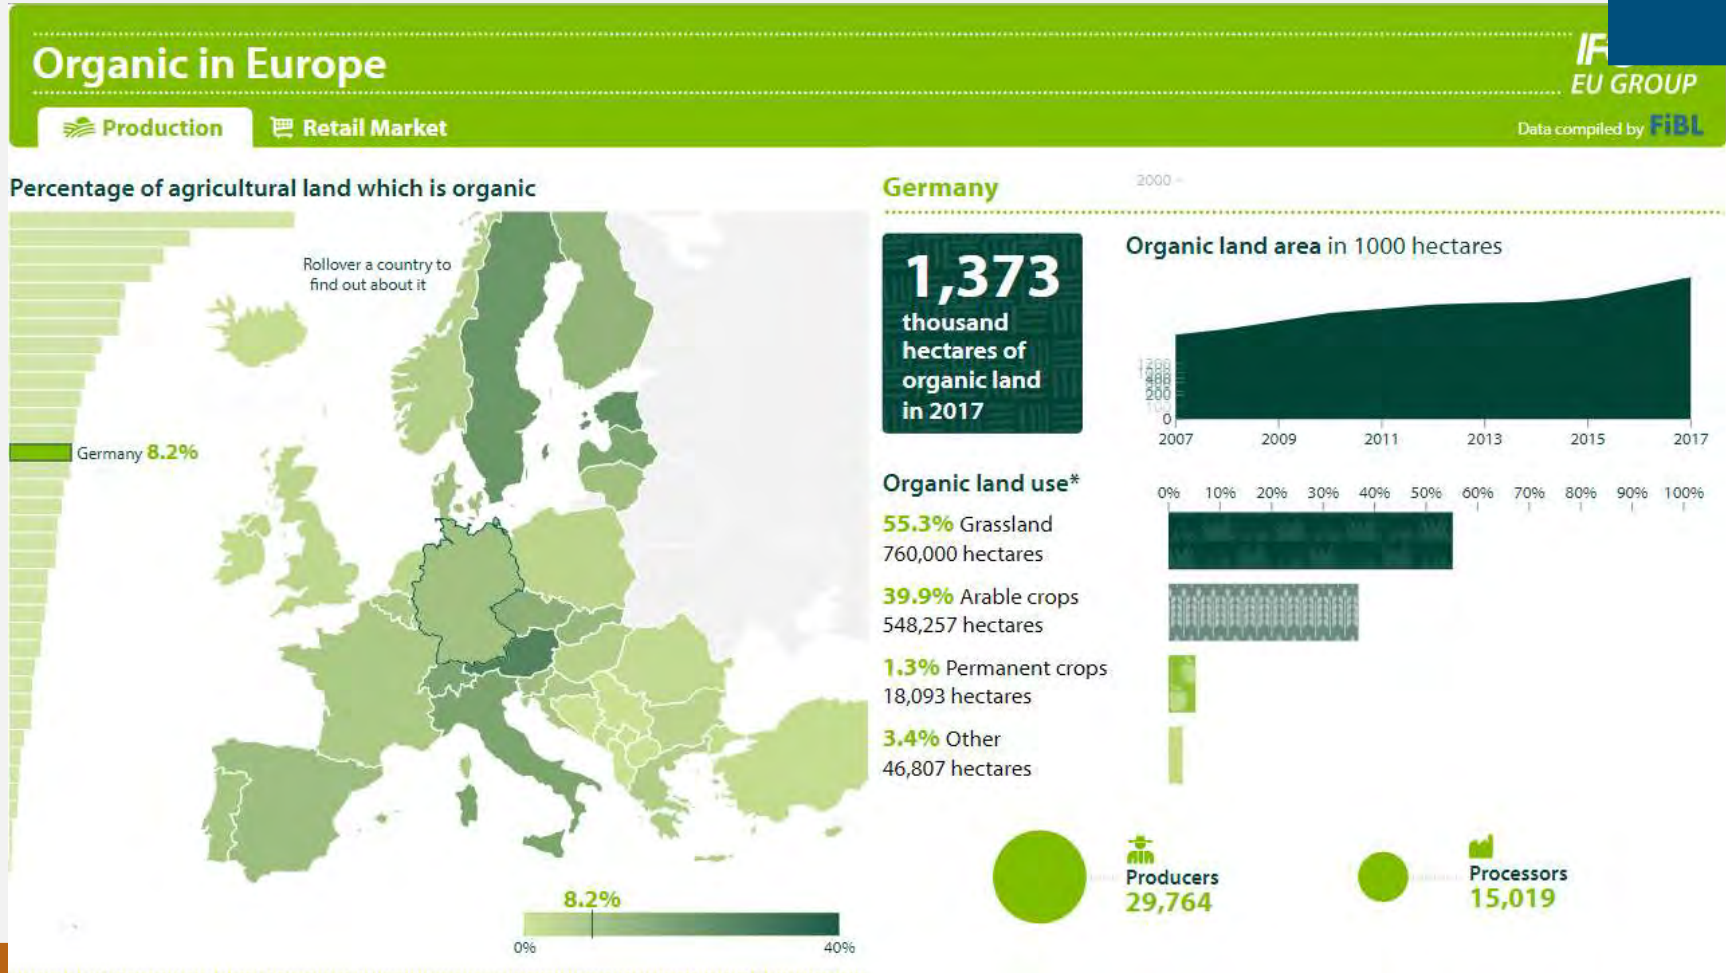 Organic in Europe
EU GROUP
Production
Retail Market
Data compiled by FiBL
Percentage of agricultural land which is organic
Rollover a country to
find out about it
Germany 8.2%
8.2%
0%
40%
Germany
2000
1,373
thousand
hectares of
organic land
in 2017
Organic land area in 1000 hectares
1200
400
200
0
2007
2009
2011
2013
2015
2017
Organic land use*
0% 10% 20% 30% 40% 50% 60% 70% 80% 90% 100%
55.3% Grassland
760,000 hectares
39.9% Arable crops
548,257 hectares
1.3% Permanent crops
18,093 hectares
3.4% Other
46,807 hectares
Producers
29,764
Processors
15,019